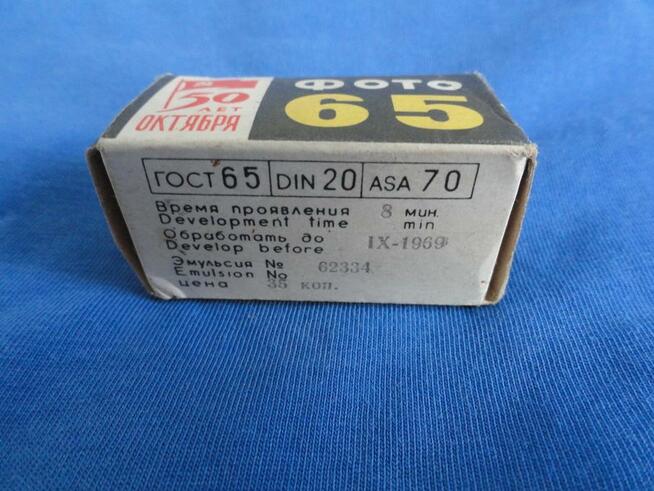 50
ЛЕТ
ОКТЯБРЯ
ФОТО
65
ГОСТ 65 DIN 20 ASA 70
Время проявления 8 мин.
Development time min
Обработать до IX-1969
Develop before
Эмульсия № 62334
Emulsion No
цена 35 коп.